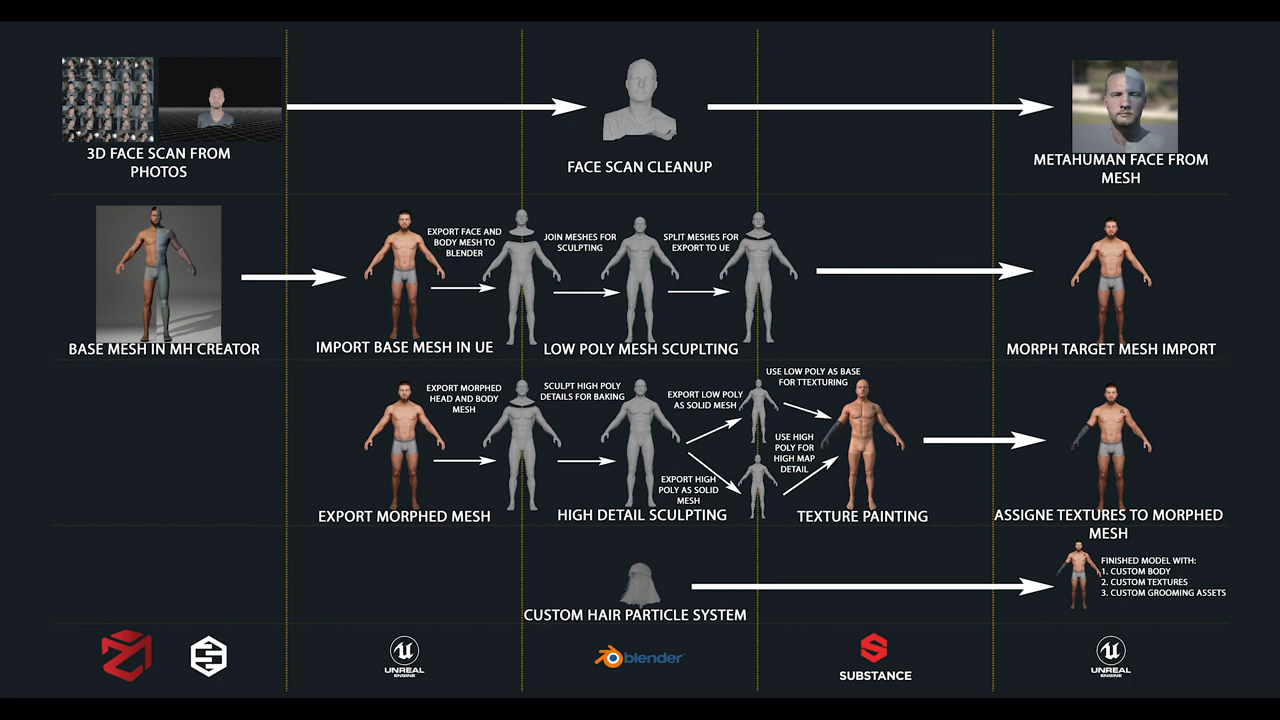 3D FACE SCAN FROM
PHOTOS
FACE SCAN CLEANUP
METAHUMAN FACE FROM
MESH
BASE MESH IN MH CREATOR
IMPORT BASE MESH IN UE
EXPORT FACE AND
BODY MESH TO
BLENDER
JOIN MESHES FOR
SCULPTING
SPLIT MESHES FOR
EXPORT TO UE
LOW POLY MESH SCUPLTING
MORPH TARGET MESH IMPORT
EXPORT MORPHED MESH
EXPORT MORPHED
HEAD AND BODY
MESH
SCULPT HIGH POLY
DETAILS FOR BAKING
HIGH DETAIL SCULPTING
EXPORT LOW POLY
AS SOLID MESH
EXPORT HIGH
POLY AS SOLID
MESH
USE LOW POLY AS BASE
FOR TTEXTURING
USE HIGH
POLY FOR
HIGH MAP
DETAIL
TEXTURE PAINTING
ASSIGNE TEXTURES TO MORPHED
MESH
CUSTOM HAIR PARTICLE SYSTEM
FINISHED MODEL WITH:
1. CUSTOM BODY
2. CUSTOM TEXTURES
3. CUSTOM GROOMING ASSETS
UNREAL
ENGINE
blender
SUBSTANCE
UNREAL
ENGINE